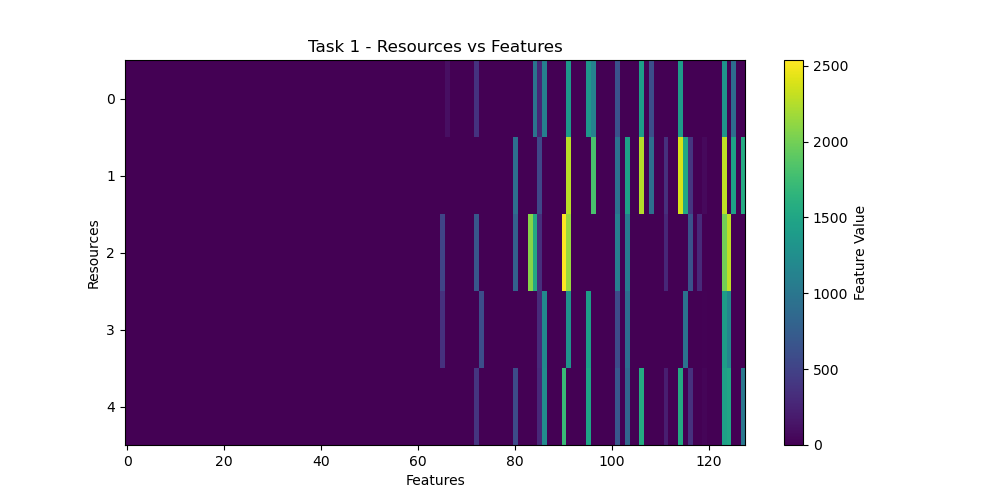 Task 1 - Resources vs Features
Resources
0
1
2
3
4
0 20 40 60 80 100 120
Features
2500
2000
1500
1000
500
0
Feature Value